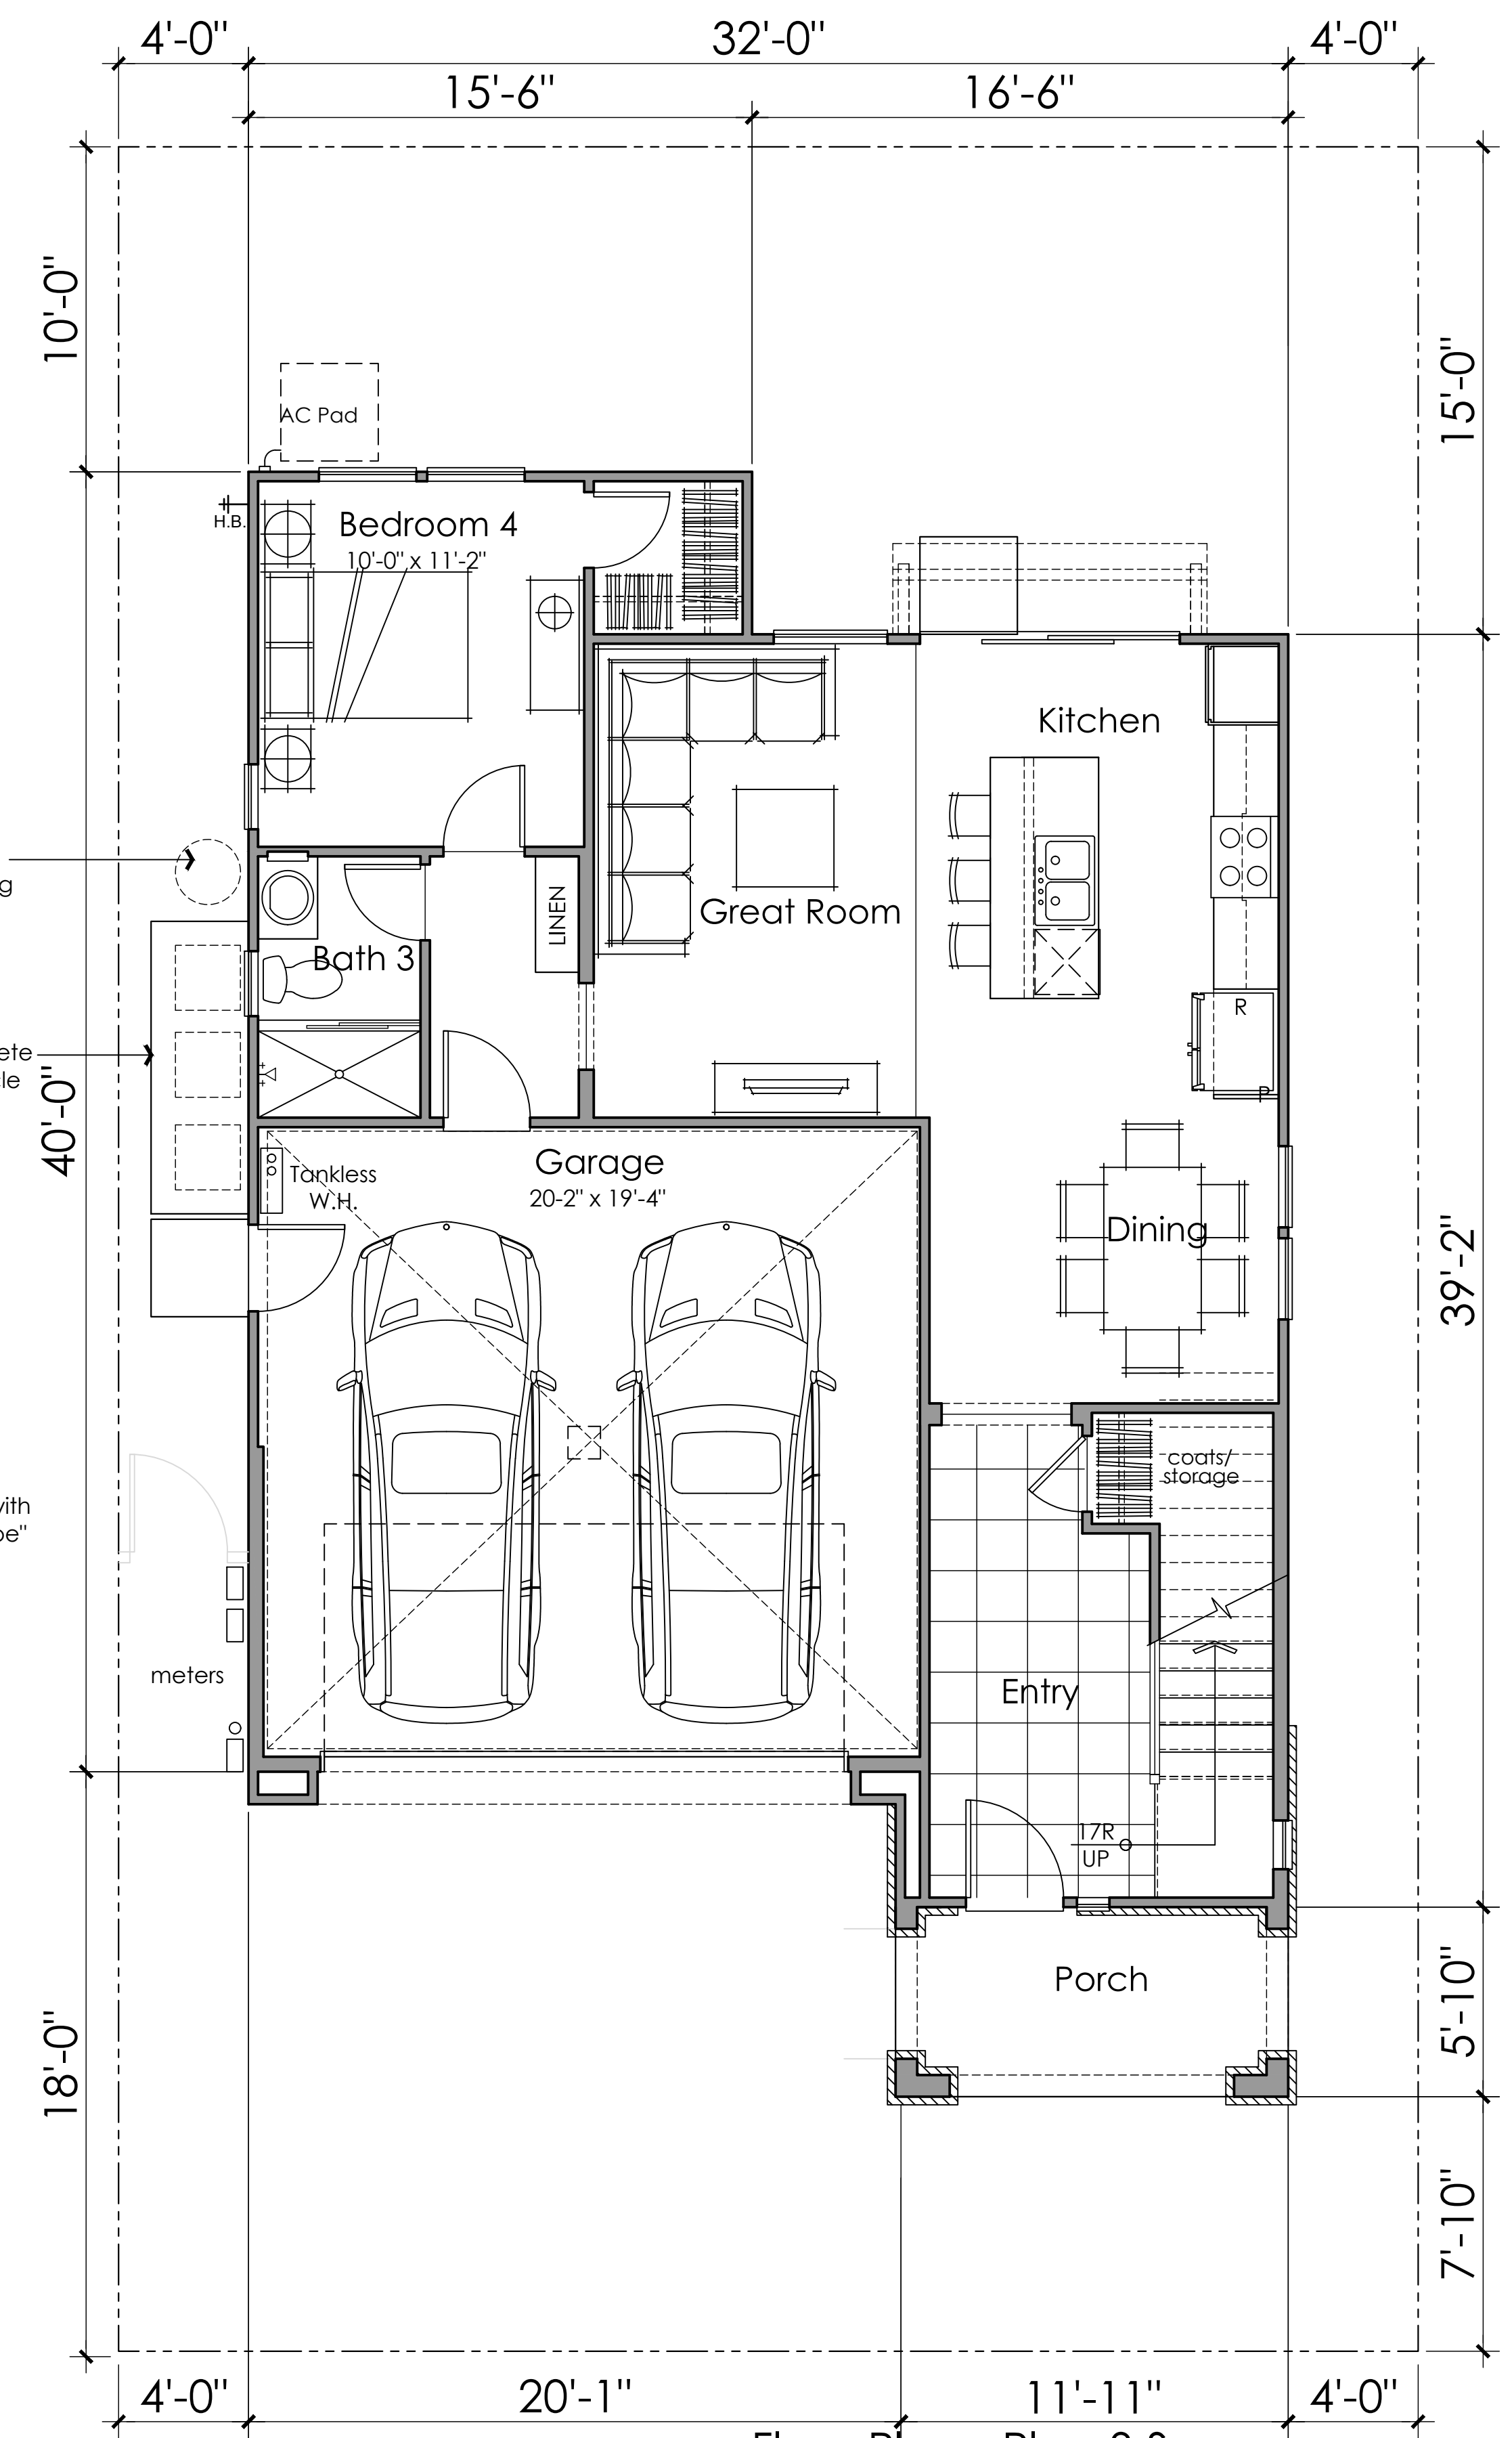 4'-0" 32'-0" 4'-0"
15'-6" 16'-6"
10'-0"
15'-0"
AC Pad
H.B.
Bedroom 4
10'-0" x 11'-2"
Kitchen
LINEN
Great Room
Bath 3
R
P
40'-0"
Garage
20-2" x 19'-4"
Tankless
W.H.
Dining
39'-2"
coats/
storage
meters
Entry
17R
UP
Porch
5'-10"
18'-0"
7'-10"
4'-0" 20'-1" 11'-11" 4'-0"